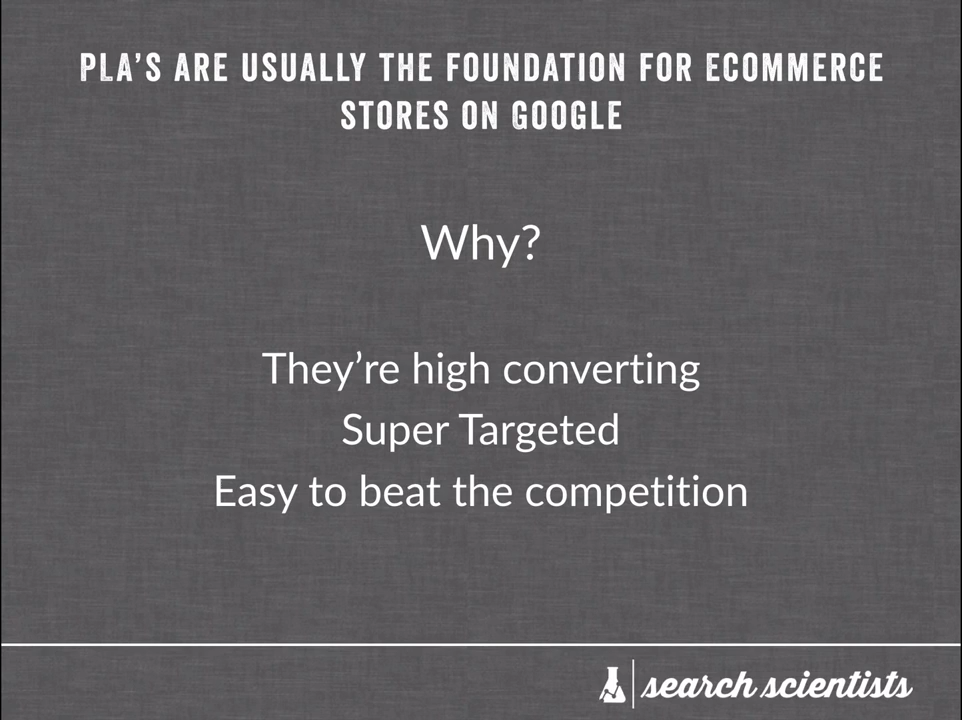 PLA'S ARE USUALLY THE FOUNDATION FOR ECOMMERCE
STORES ON GOOGLE
Why?
They're high converting
Super Targeted
Easy to beat the competition
search scientists